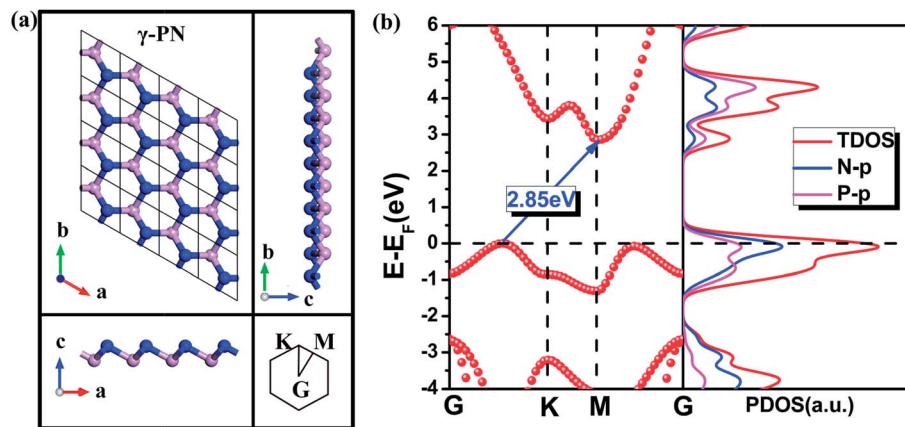 (a)
γ-PN
b
a
b
c
c
a
K
M
G
(b)
6
5
4
3
2
1
0
-1
-2
-3
-4
E-E_F(eV)
2.85eV
G
K
M
G
TDOS
N-p
P-p
PDOS(a.u.)